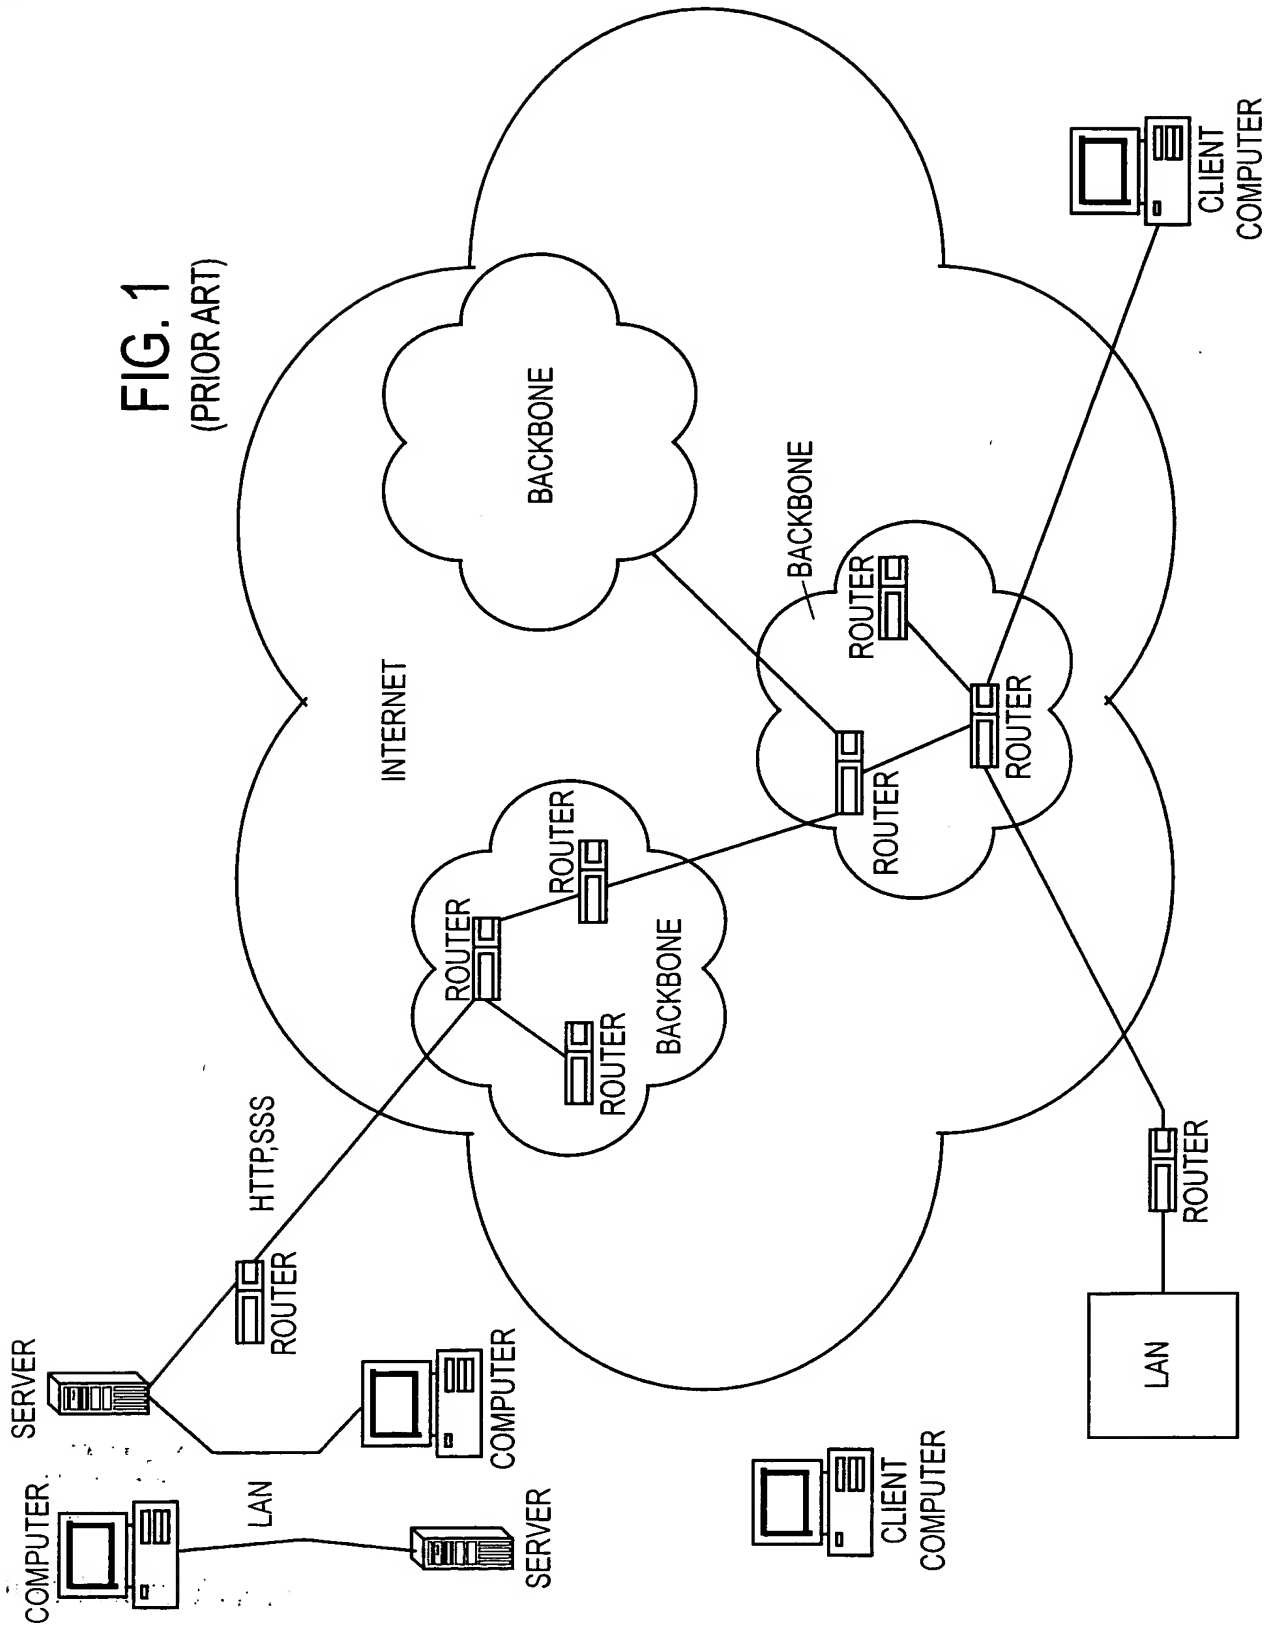 FIG. 1
(PRIOR ART)
COMPUTER
SERVER
LAN
SERVER
COMPUTER
ROUTER
HTTP,SSS
INTERNET
BACKBONE
ROUTER
ROUTER
ROUTER
BACKBONE
BACKBONE
ROUTER
ROUTER
ROUTER
CLIENT
COMPUTER
LAN
ROUTER
CLIENT
COMPUTER